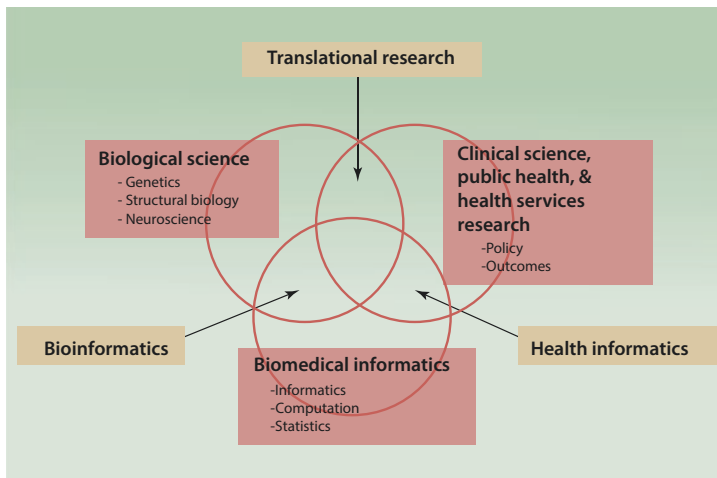 Translational research
Biological science
- Genetics
- Structural biology
- Neuroscience
Clinical science,
public health, &
health services
research
-Policy
-Outcomes
Bioinformatics
Health informatics
Biomedical informatics
-Informatics
-Computation
-Statistics